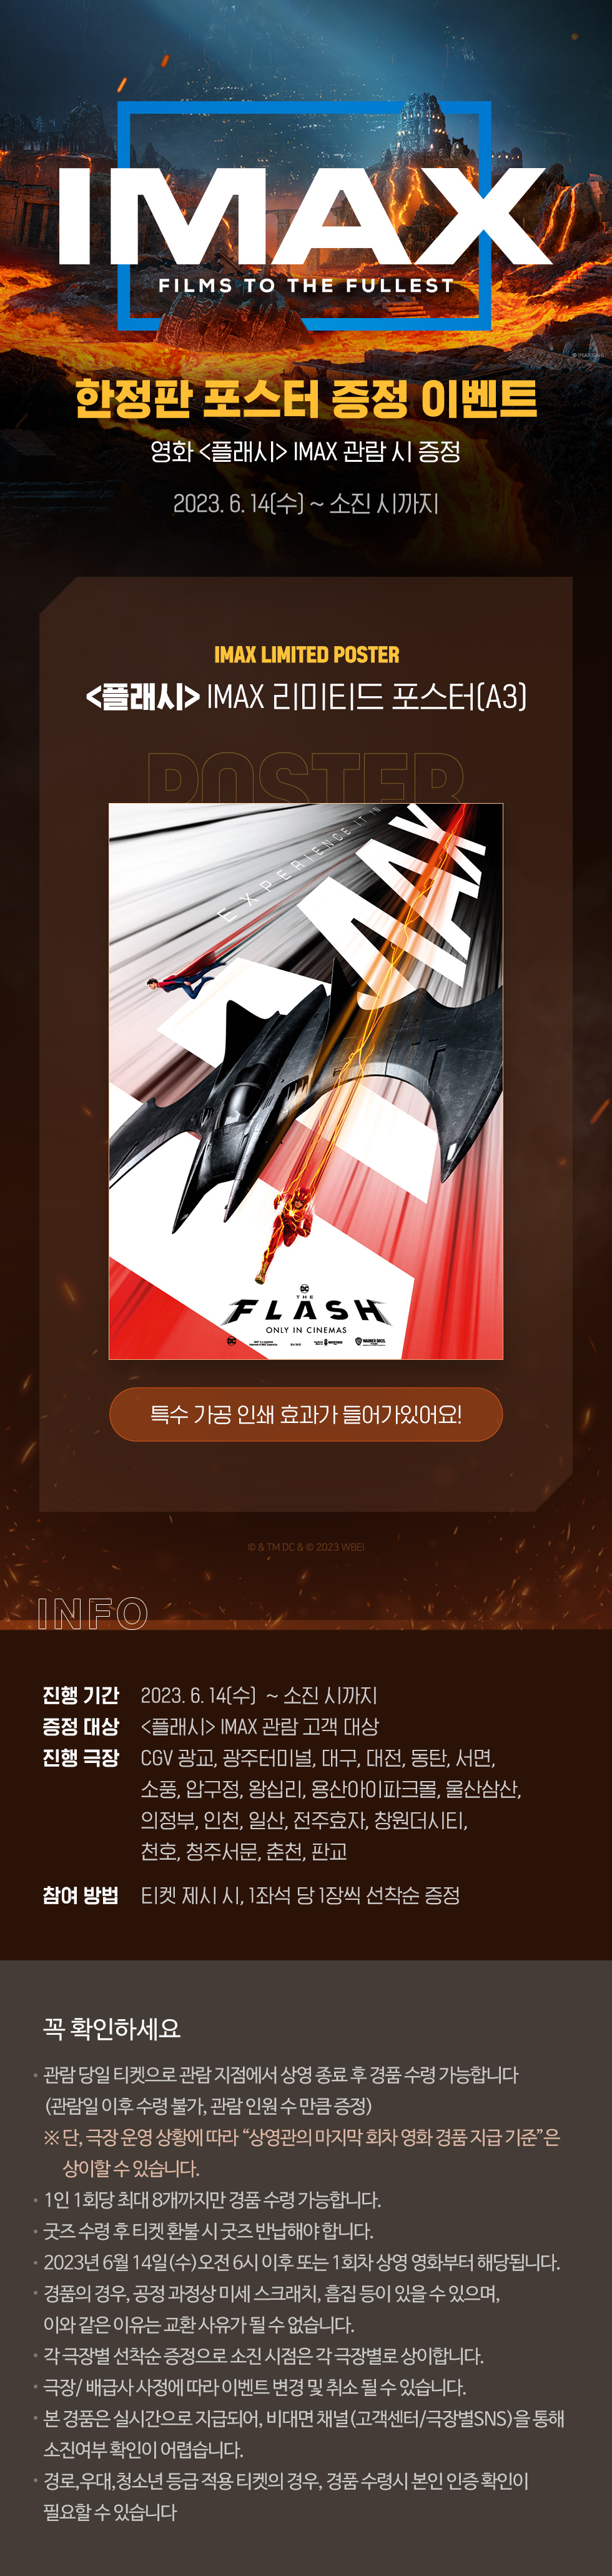 IMAX
FILMS TO THE FULLEST
한정판 포스터 증정 이벤트
영화 <플래시> IMAX 관람 시 증정
2023. 6. 14(수) ~ 소진 시까지
IMAX LIMITED POSTER
<플래시> IMAX 리미티드 포스터(A3)
POSTER
EXPERIENCE IT IN
IMAX
DC
THE
FLASH
ONLY IN CINEMAS
특수 가공 인쇄 효과가 들어가있어요!
© & TM DC & © 2023 WBEI
INFO
진행 기간 2023. 6. 14(수) ~ 소진 시까지
증정 대상 <플래시> IMAX 관람 고객 대상
진행 극장 CGV 광교, 광주터미널, 대구, 대전, 동탄, 서면,
소풍, 압구정, 왕십리, 용산아이파크몰, 울산삼산,
의정부, 인천, 일산, 전주효자, 창원더시티,
천호, 청주서문, 춘천, 판교
참여 방법 티켓 제시 시, 1좌석 당 1장씩 선착순 증정
꼭 확인하세요
• 관람 당일 티켓으로 관람 지점에서 상영 종료 후 경품 수령 가능합니다
(관람일 이후 수령 불가, 관람 인원 수 만큼 증정)
※ 단, 극장 운영 상황에 따라 “상영관의 마지막 회차 영화 경품 지급 기준”은
상이할 수 있습니다.
• 1인 1회당 최대 8개까지만 경품 수령 가능합니다.
• 굿즈 수령 후 티켓 환불 시 굿즈 반납해야 합니다.
• 2023년 6월 14일(수)오전 6시 이후 또는 1회차 상영 영화부터 해당됩니다.
• 경품의 경우, 공정 과정상 미세 스크래치, 흠집 등이 있을 수 있으며,
이와 같은 이유는 교환 사유가 될 수 없습니다.
• 각 극장별 선착순 증정으로 소진 시점은 각 극장별로 상이합니다.
• 극장/ 배급사 사정에 따라 이벤트 변경 및 취소 될 수 있습니다.
• 본 경품은 실시간으로 지급되어, 비대면 채널(고객센터/극장별SNS)을 통해
소진여부 확인이 어렵습니다.
• 경로,우대,청소년 등급 적용 티켓의 경우, 경품 수령시 본인 인증 확인이
필요할 수 있습니다